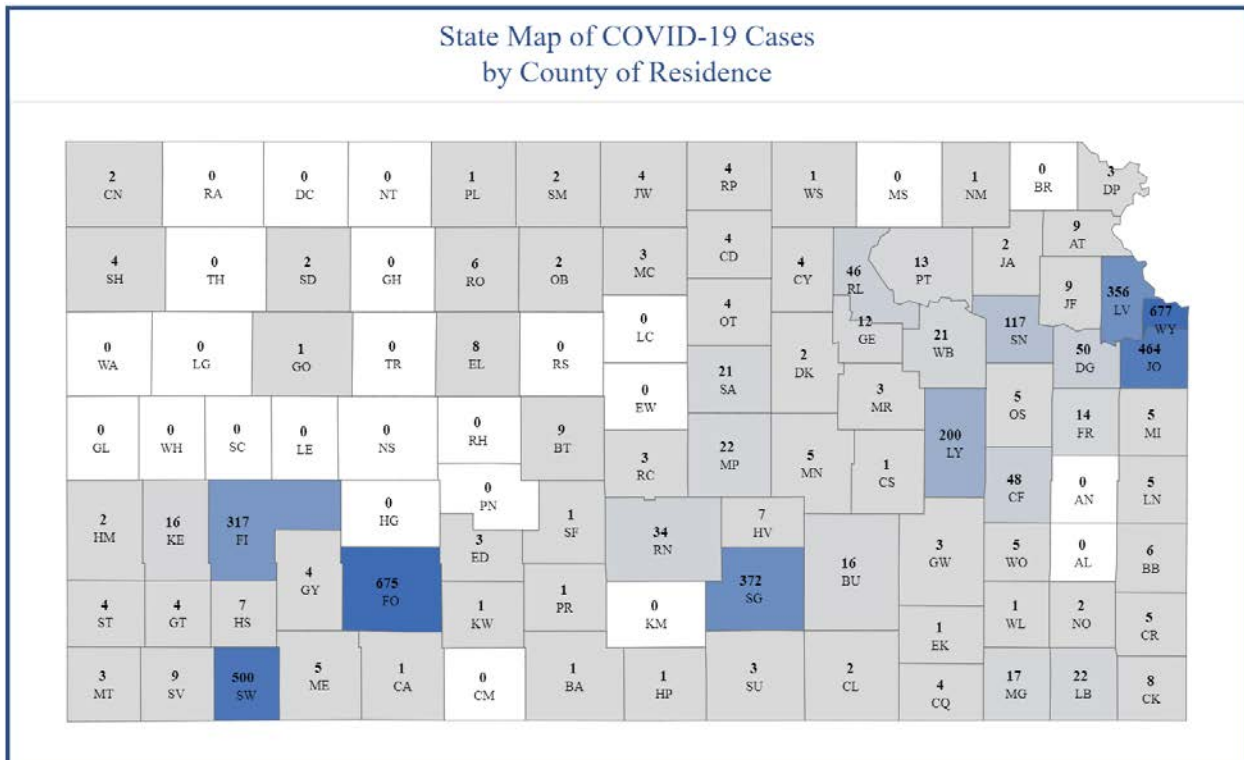 State Map of COVID-19 Cases
by County of Residence
2
CN
0
RA
0
DC
0
NT
1
PL
2
SM
4
JW
4
RP
1
WS
0
MS
1
NM
0
BR
3
DP
4
SH
0
TH
2
SD
0
GH
6
RO
2
OB
3
MC
4
CD
4
CY
46
RL
13
PT
2
JA
9
AT
0
WA
0
LG
1
GO
0
TR
8
EL
0
RS
0
LC
4
OT
12
GE
21
WB
117
SN
9
JF
356
LV
677
WY
21
SA
2
DK
50
DG
464
JO
0
GL
0
WH
0
SC
0
LE
0
NS
0
RH
9
BT
0
EW
3
MR
5
OS
14
FR
5
MI
3
RC
22
MP
5
MN
1
CS
200
LY
48
CF
0
AN
5
LN
2
HM
16
KE
317
FI
0
HG
0
PN
1
SF
34
RN
7
HV
3
ED
16
BU
3
GW
5
WO
0
AL
6
BB
4
ST
4
GT
7
HS
4
GY
675
FO
1
KW
1
PR
0
KM
372
SG
1
EK
1
WL
2
NO
5
CR
3
MT
9
SV
500
SW
5
ME
1
CA
0
CM
1
BA
1
HP
3
SU
2
CL
4
CQ
17
MG
22
LB
8
CK